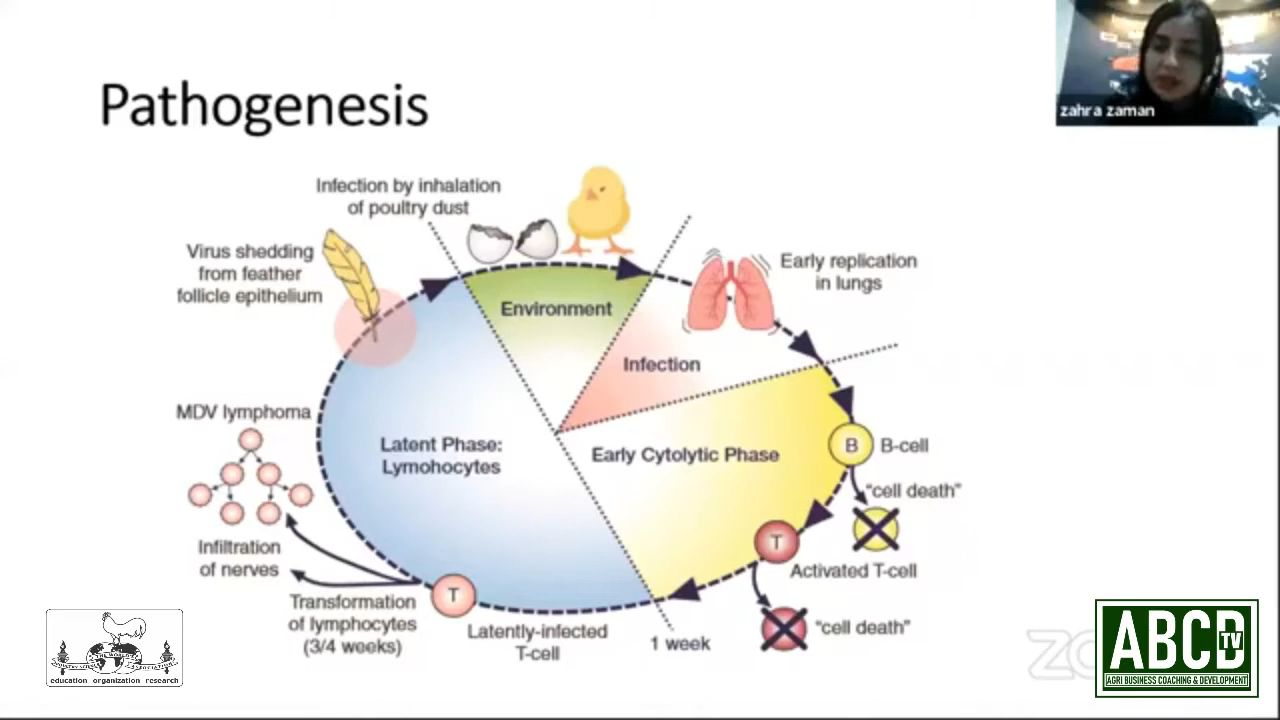 Pathogenesis
zahra zaman
Infection by inhalation
of poultry dust
Virus shedding
from feather
follicle epithelium
Early replication
in lungs
Environment
Infection
MDV lymphoma
Latent Phase:
Lymohocytes
Early Cytolytic Phase
B
B-cell
"cell death"
T
Activated T-cell
Infiltration
of nerves
Transformation
of lymphocytes
(3/4 weeks)
T
Latently-infected
T-cell
1 week
"cell death"
education organization research
ABCD
TV
AGRI BUSINESS COACHING & DEVELOPMENT